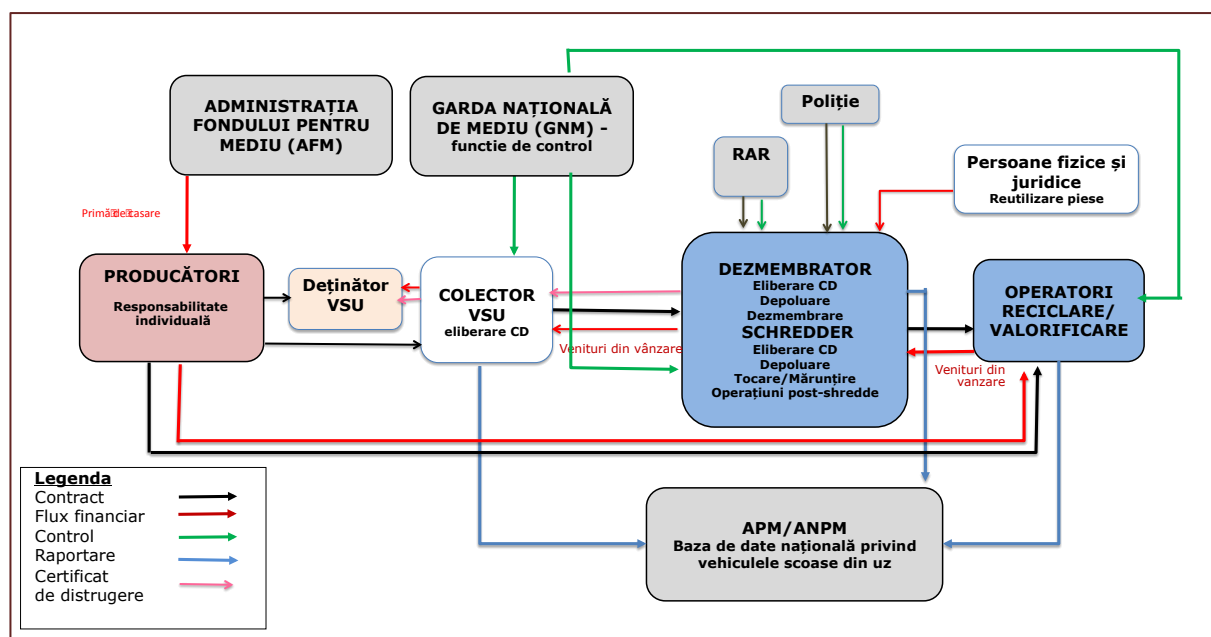 ADMINISTRAȚIA
FONDULUI PENTRU
MEDIU (AFM)
GARDA NAȚIONALĂ
DE MEDIU (GNM) -
functie de control
Poliție
RAR
Persoane fizice și
juridice
Reutilizare piese
Primă de casare
PRODUCĂTORI
Responsabilitate
individuală
Deținător
VSU
COLECTOR
VSU
eliberare CD
Venituri din vânzare
DEZMEMBRATOR
Eliberare CD
Depoluare
Dezmembrare
SCHREDDER
Eliberare CD
Depoluare
Tocare/Mărunțire
Operațiuni post-shredde
OPERATORI
RECICLARE/
VALORIFICARE
Venituri din
vanzare
Legenda
Contract
Flux financiar
Control
Raportare
Certificat
de distrugere
APM/ANPM
Baza de date națională privind
vehiculele scoase din uz